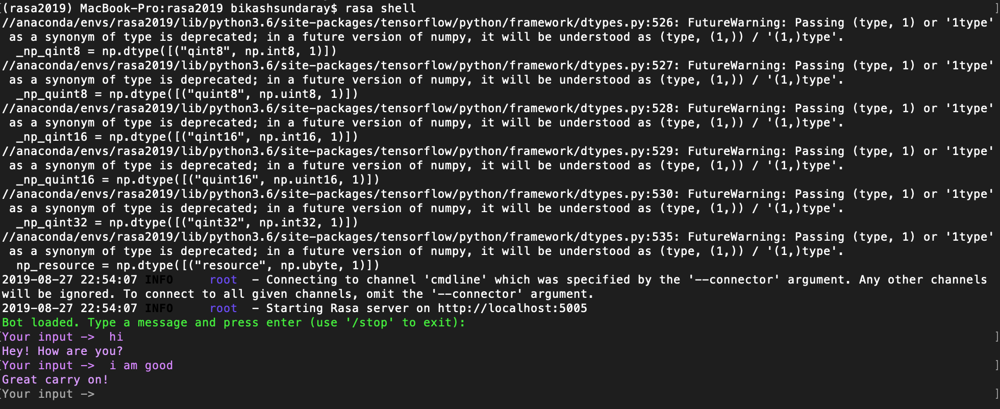 [(rasa2019) MacBook-Pro:rasa2019 bikashsundaray$ rasa shell ]
//anaconda/envs/rasa2019/lib/python3.6/site-packages/tensorflow/python/framework/dtypes.py:526: FutureWarning: Passing (type, 1) or '1type'
 as a synonym of type is deprecated; in a future version of numpy, it will be understood as (type, (1,)) / '(1,)type'.
  _np_qint8 = np.dtype([("qint8", np.int8, 1)])
//anaconda/envs/rasa2019/lib/python3.6/site-packages/tensorflow/python/framework/dtypes.py:527: FutureWarning: Passing (type, 1) or '1type'
 as a synonym of type is deprecated; in a future version of numpy, it will be understood as (type, (1,)) / '(1,)type'.
  _np_quint8 = np.dtype([("quint8", np.uint8, 1)])
//anaconda/envs/rasa2019/lib/python3.6/site-packages/tensorflow/python/framework/dtypes.py:528: FutureWarning: Passing (type, 1) or '1type'
 as a synonym of type is deprecated; in a future version of numpy, it will be understood as (type, (1,)) / '(1,)type'.
  _np_qint16 = np.dtype([("qint16", np.int16, 1)])
//anaconda/envs/rasa2019/lib/python3.6/site-packages/tensorflow/python/framework/dtypes.py:529: FutureWarning: Passing (type, 1) or '1type'
 as a synonym of type is deprecated; in a future version of numpy, it will be understood as (type, (1,)) / '(1,)type'.
  _np_quint16 = np.dtype([("quint16", np.uint16, 1)])
//anaconda/envs/rasa2019/lib/python3.6/site-packages/tensorflow/python/framework/dtypes.py:530: FutureWarning: Passing (type, 1) or '1type'
 as a synonym of type is deprecated; in a future version of numpy, it will be understood as (type, (1,)) / '(1,)type'.
  _np_qint32 = np.dtype([("qint32", np.int32, 1)])
//anaconda/envs/rasa2019/lib/python3.6/site-packages/tensorflow/python/framework/dtypes.py:535: FutureWarning: Passing (type, 1) or '1type'
 as a synonym of type is deprecated; in a future version of numpy, it will be understood as (type, (1,)) / '(1,)type'.
  np_resource = np.dtype([("resource", np.ubyte, 1)])
2019-08-27 22:54:07 INFO     root  - Connecting to channel 'cmdline' which was specified by the '--connector' argument. Any other channels
will be ignored. To connect to all given channels, omit the '--connector' argument.
2019-08-27 22:54:07 INFO     root  - Starting Rasa server on http://localhost:5005
Bot loaded. Type a message and press enter (use '/stop' to exit):
[Your input ->  hi ]
Hey! How are you?
[Your input ->  i am good ]
Great carry on!
[Your input -> ]